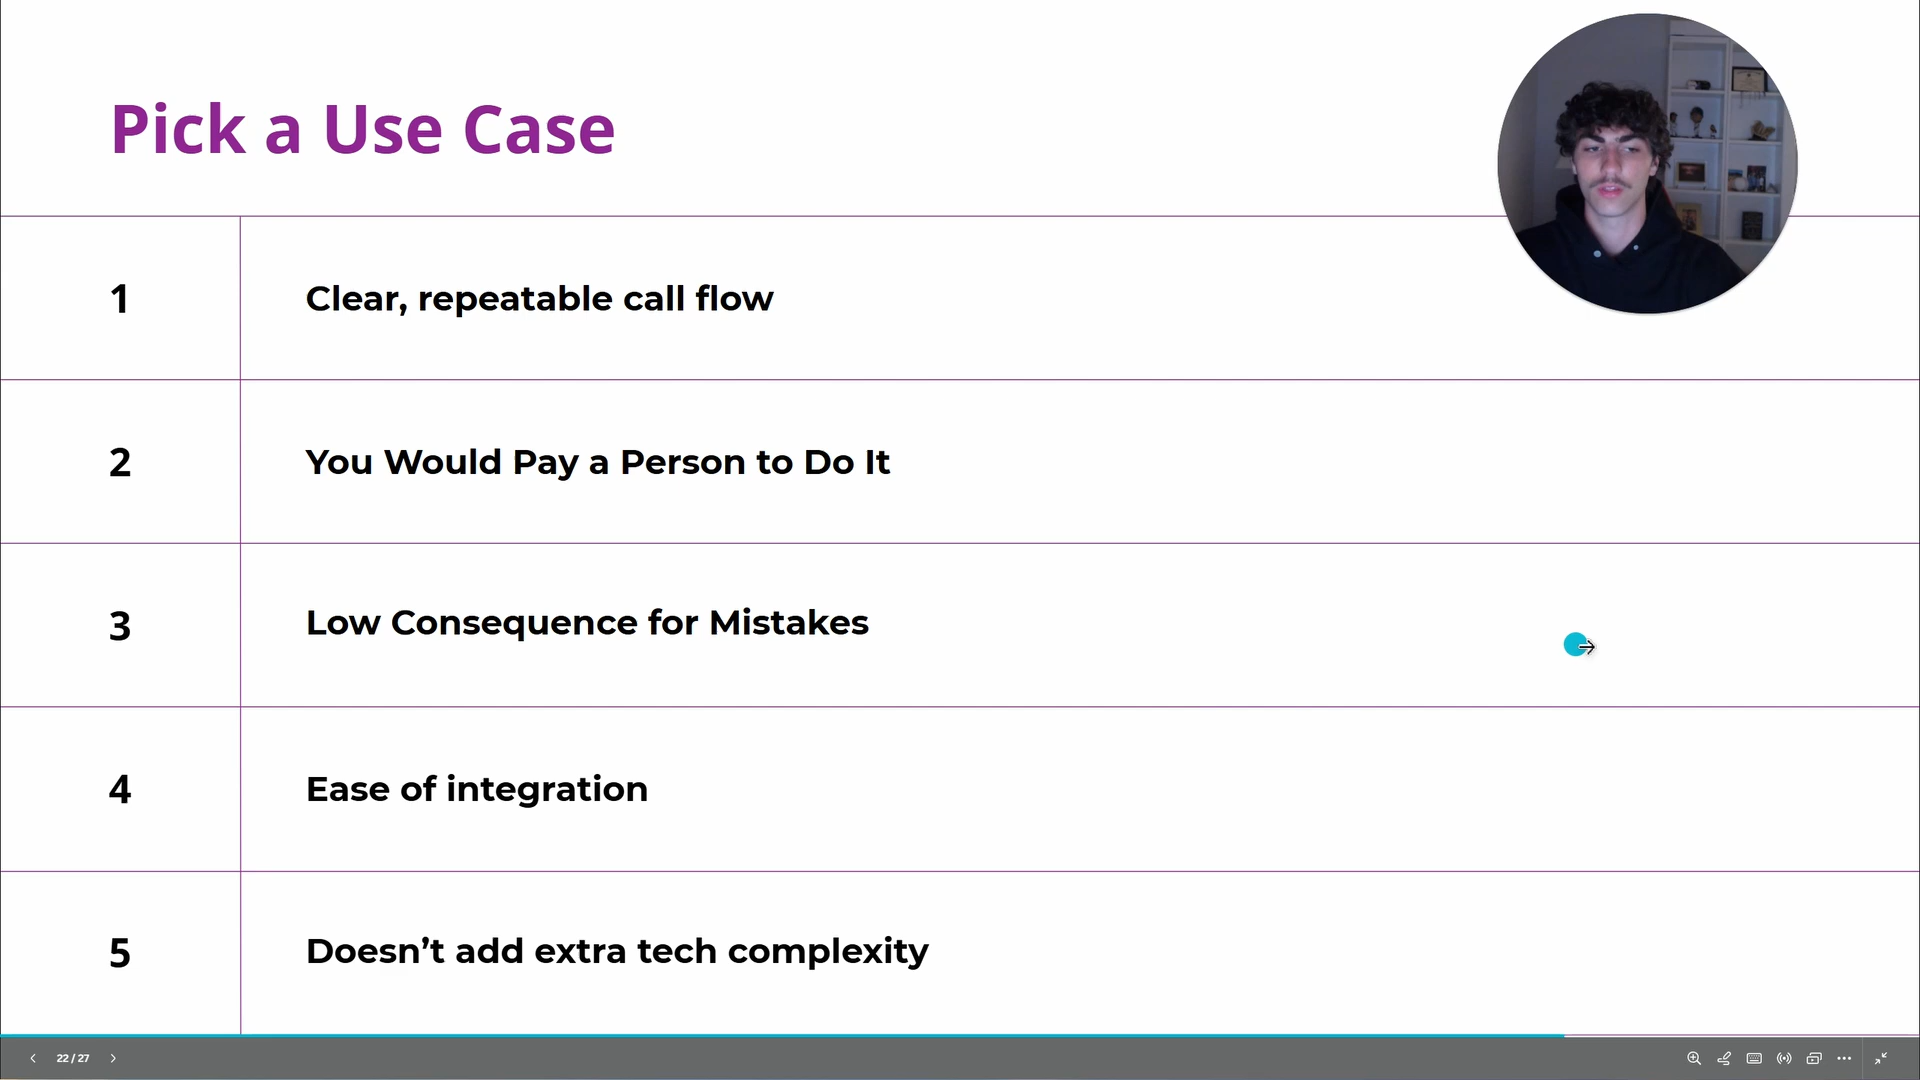 Pick a Use Case
1
Clear, repeatable call flow
2
You Would Pay a Person to Do It
3
Low Consequence for Mistakes
4
Ease of integration
5
Doesn’t add extra tech complexity
22 / 27